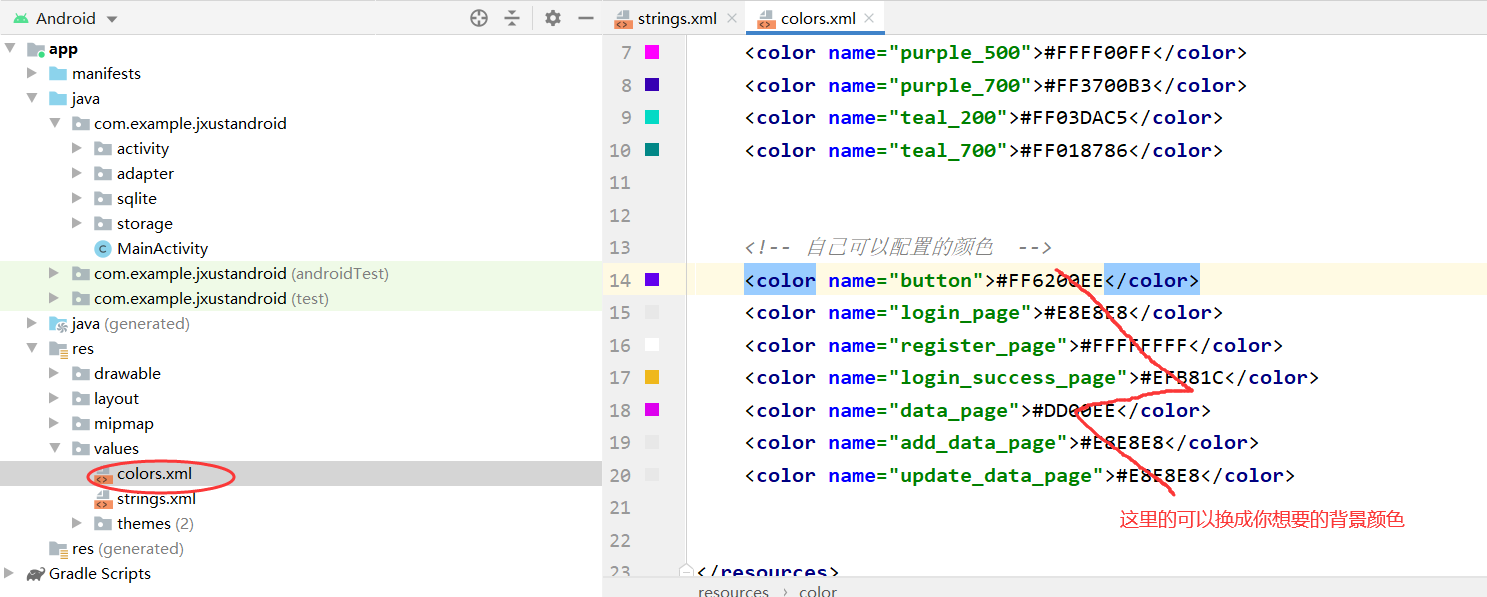 Android
strings.xml
colors.xml
app
manifests
java
com.example.jxustandroid
activity
adapter
sqlite
storage
MainActivity
com.example.jxustandroid (androidTest)
com.example.jxustandroid (test)
java (generated)
res
drawable
layout
mipmap
values
colors.xml
strings.xml
themes (2)
res (generated)
Gradle Scripts
7 <color name="purple_500">#FFFF00FF</color>
8 <color name="purple_700">#FF3700B3</color>
9 <color name="teal_200">#FF03DAC5</color>
10 <color name="teal_700">#FF018786</color>
11
12
13 <!-- 自己可以配置的颜色 -->
14 <color name="button">#FF6200EE</color>
15 <color name="login_page">#E8E8E8</color>
16 <color name="register_page">#FFFFFFFF</color>
17 <color name="login_success_page">#EFB81C</color>
18 <color name="data_page">#DD00EE</color>
19 <color name="add_data_page">#E8E8E8</color>
20 <color name="update_data_page">#E8E8E8</color>
21
这里的可以换成你想要的背景颜色
22
23 </resources>
resources › color